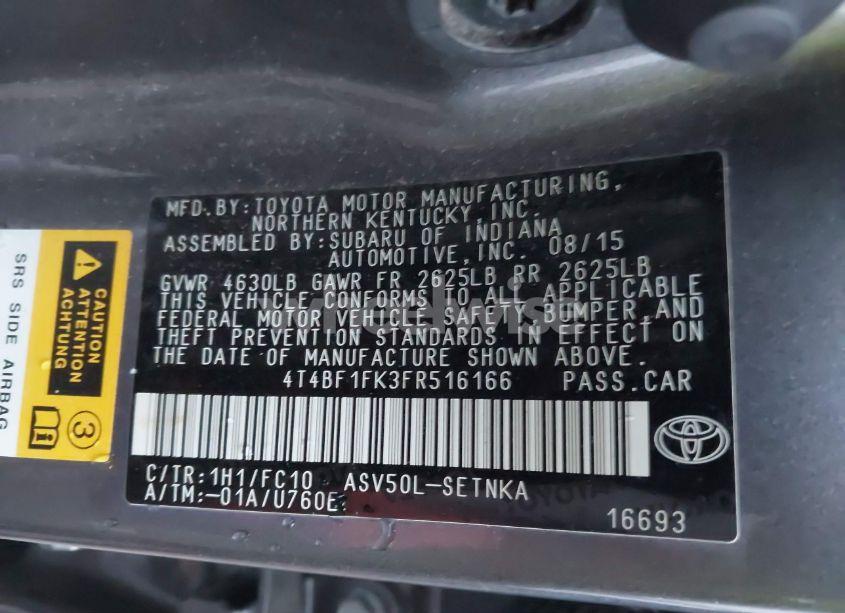 MFD.BY:TOYOTA MOTOR MANUFACTURING,
NORTHERN KENTUCKY,INC.
ASSEMBLED BY:SUBARU OF INDIANA
AUTOMOTIVE,INC. 08/15
GVWR 4630LB GAWR FR 2625LB RR 2625LB
THIS VEHICLE CONFORMS TO ALL APPLICABLE
FEDERAL MOTOR VEHICLE SAFETY,BUMPER,AND
THEFT PREVENTION STANDARDS IN EFFECT ON
THE DATE OF MANUFACTURE SHOWN ABOVE.
4T4BF1FK3FR516166 PASS.CAR
C/TR:1H1/FC10 ASV50L-SETNKA
A/TM:-01A/U760E
16693
CAUTION
ATTENTION
ACHTUNG
3
SRS SIDE AIRBAG
TOYOTA